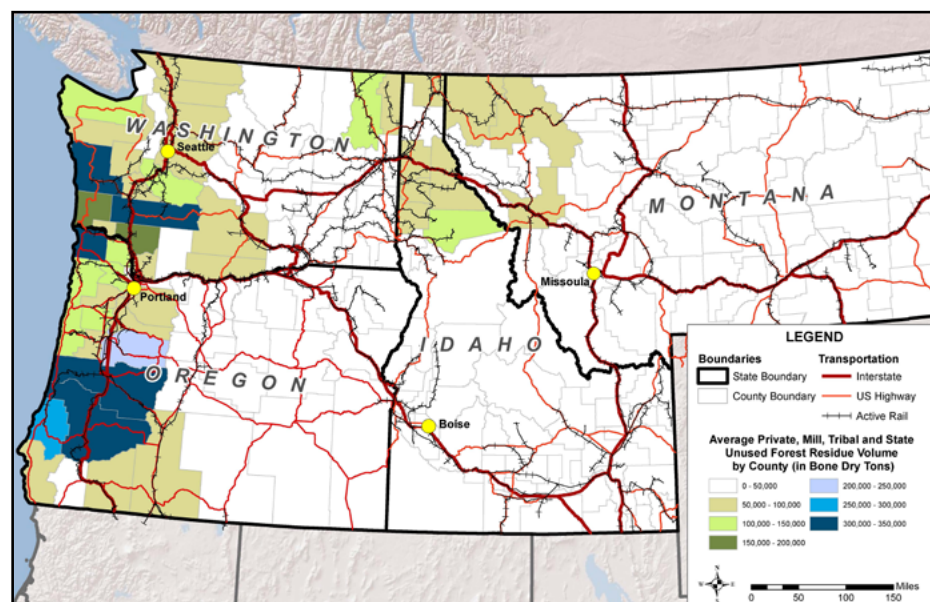 WASHINGTON
Seattle
MONTANA
Missoula
Portland
IDAHO
OREGON
Boise
LEGEND
Boundaries
State Boundary
County Boundary
Transportation
Interstate
US Highway
Active Rail
Average Private, Mill, Tribal and State
Unused Forest Residue Volume
by County (in Bone Dry Tons)
0 - 50,000
50,000 - 100,000
100,000 - 150,000
150,000 - 200,000
200,000 - 250,000
250,000 - 300,000
300,000 - 350,000
N
W
E
S
Miles
0 50 100 150